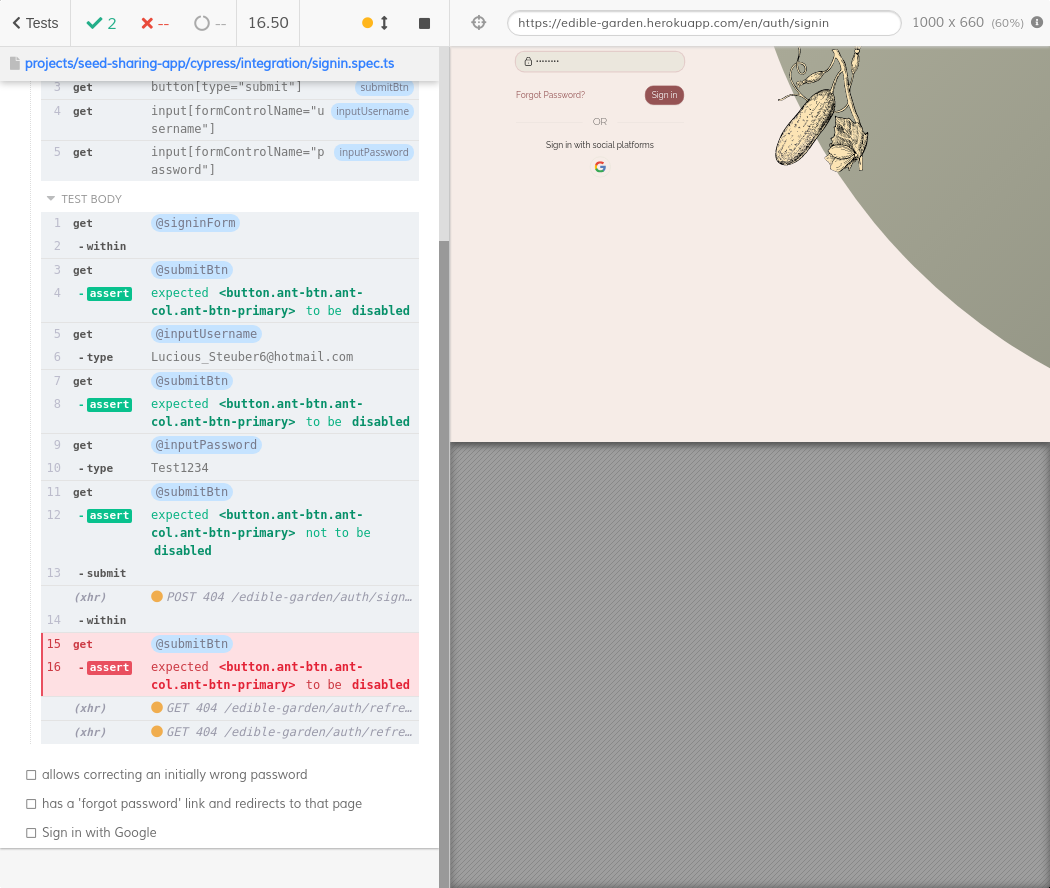 Tests
2
--
--
16.50
projects/seed-sharing-app/cypress/integration/signin.spec.ts
3 get button[type="submit"] submitBtn
4 get input[formControlName="u inputUsername
sername"]
5 get input[formControlName="p inputPassword
assword"]
TEST BODY
1 get @signinForm
2 -within
3 get @submitBtn
4 -assert expected <button.ant-btn.ant-
col.ant-btn-primary> to be disabled
5 get @inputUsername
6 -type Lucious_Steuber6@hotmail.com
7 get @submitBtn
8 -assert expected <button.ant-btn.ant-
col.ant-btn-primary> to be disabled
9 get @inputPassword
10 -type Test1234
11 get @submitBtn
12 -assert expected <button.ant-btn.ant-
col.ant-btn-primary> not to be
disabled
13 -submit
(xhr) POST 404 /edible-garden/auth/sign…
14 -within
15 get @submitBtn
16 -assert expected <button.ant-btn.ant-
col.ant-btn-primary> to be disabled
(xhr) GET 404 /edible-garden/auth/refre…
(xhr) GET 404 /edible-garden/auth/refre…
allows correcting an initially wrong password
has a 'forgot password' link and redirects to that page
Sign in with Google
https://edible-garden.herokuapp.com/en/auth/signin
1000 x 660 (60%)
••••••••
Forgot Password?
Sign in
OR
Sign in with social platforms